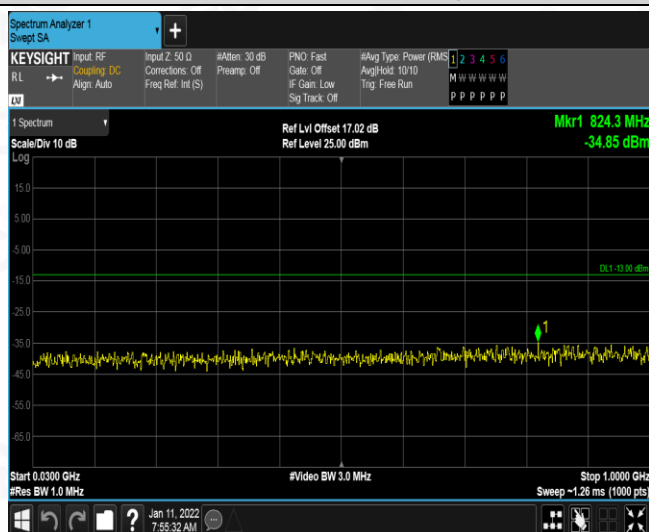 Spectrum Analyzer 1
Swept SA
+
KEYSIGHT
RL
LXI
Input: RF
Coupling: DC
Align: Auto
Input Z: 50 Ω
Corrections: Off
Freq Ref: Int (S)
#Atten: 30 dB
Preamp: Off
PNO: Fast
Gate: Off
IF Gain: Low
Sig Track: Off
#Avg Type: Power (RMS
Avg|Hold: 10/10
Trig: Free Run
1 2 3 4 5 6
M W W W W W
P P P P P P
1 Spectrum
Scale/Div 10 dB
Log
Ref Lvl Offset 17.02 dB
Ref Level 25.00 dBm
Mkr1 824.3 MHz
-34.85 dBm
15.0
5.00
-5.00
DL1 -13.00 dBm
-15.0
-25.0
1
-35.0
-45.0
-55.0
-65.0
Start 0.0300 GHz
#Res BW 1.0 MHz
#Video BW 3.0 MHz
Stop 1.0000 GHz
Sweep ~1.26 ms (1000 pts)
?
Jan 11, 2022
7:55:32 AM